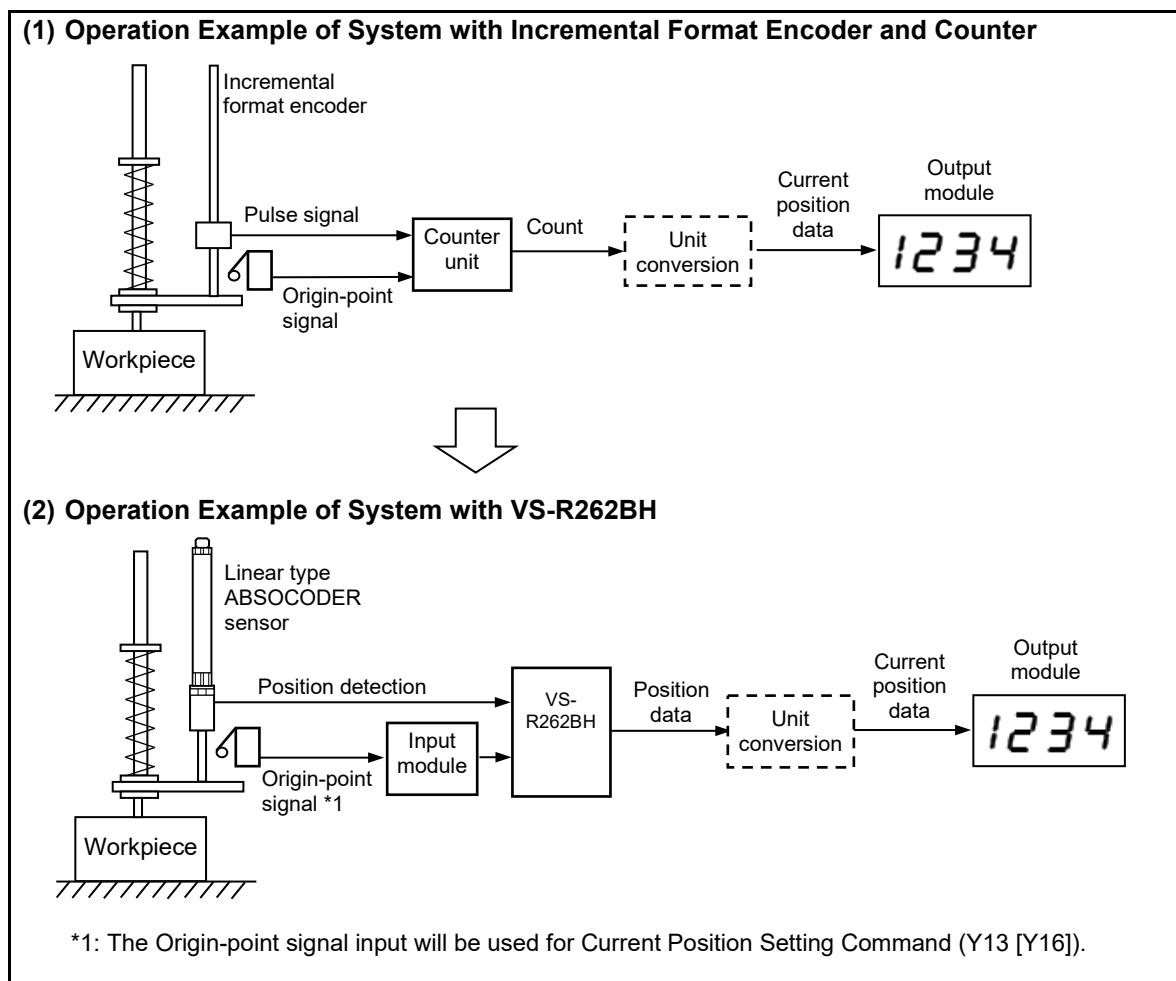 (1) Operation Example of System with Incremental Format Encoder and Counter
Incremental
format encoder
Pulse signal
Origin-point
signal
Counter
unit
Count
Unit
conversion
Current
position
data
Output
module
1234
Workpiece
(2) Operation Example of System with VS-R262BH
Linear type
ABSOCODER
sensor
Position detection
Origin-point
signal *1
Input
module
VS-
R262BH
Position
data
Unit
conversion
Current
position
data
Output
module
1234
Workpiece
*1: The Origin-point signal input will be used for Current Position Setting Command (Y13 [Y16]).